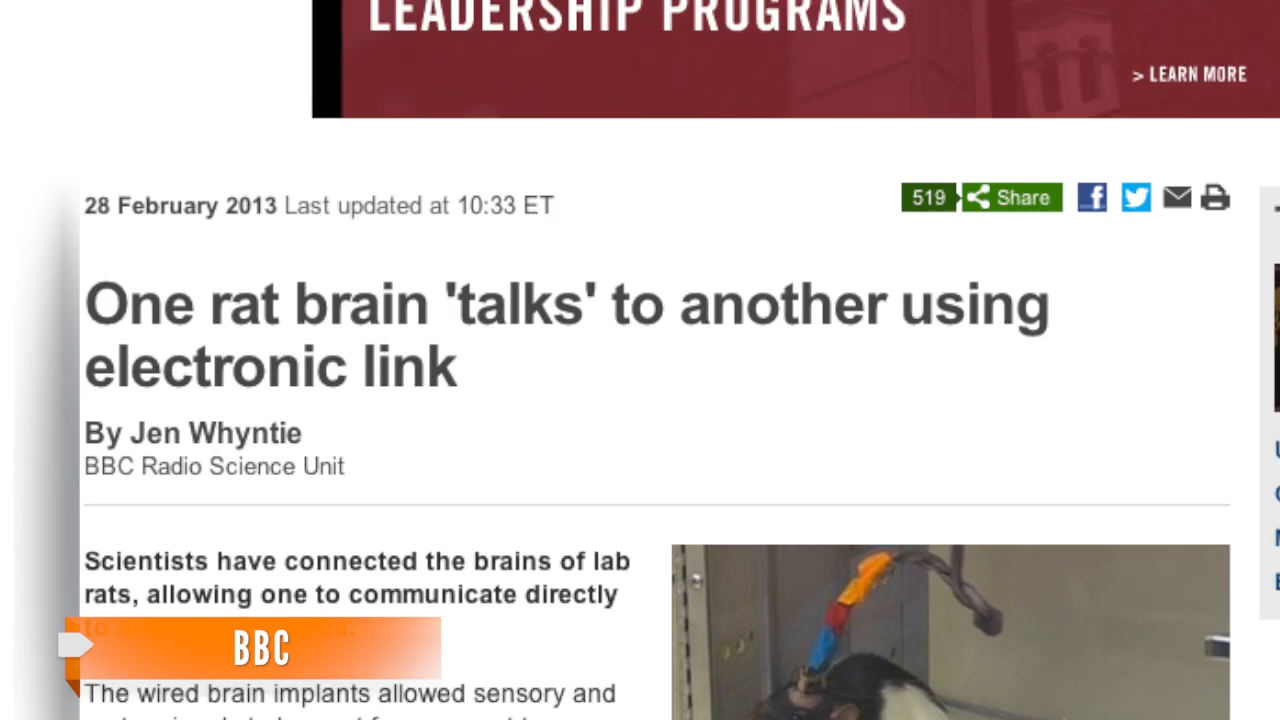 LEADERSHIP PROGRAMS
> LEARN MORE
28 February 2013 Last updated at 10:33 ET
519 Share
One rat brain 'talks' to another using
electronic link
By Jen Whyntie
BBC Radio Science Unit
Scientists have connected the brains of lab
rats, allowing one to communicate directly
to
BBC
The wired brain implants allowed sensory and